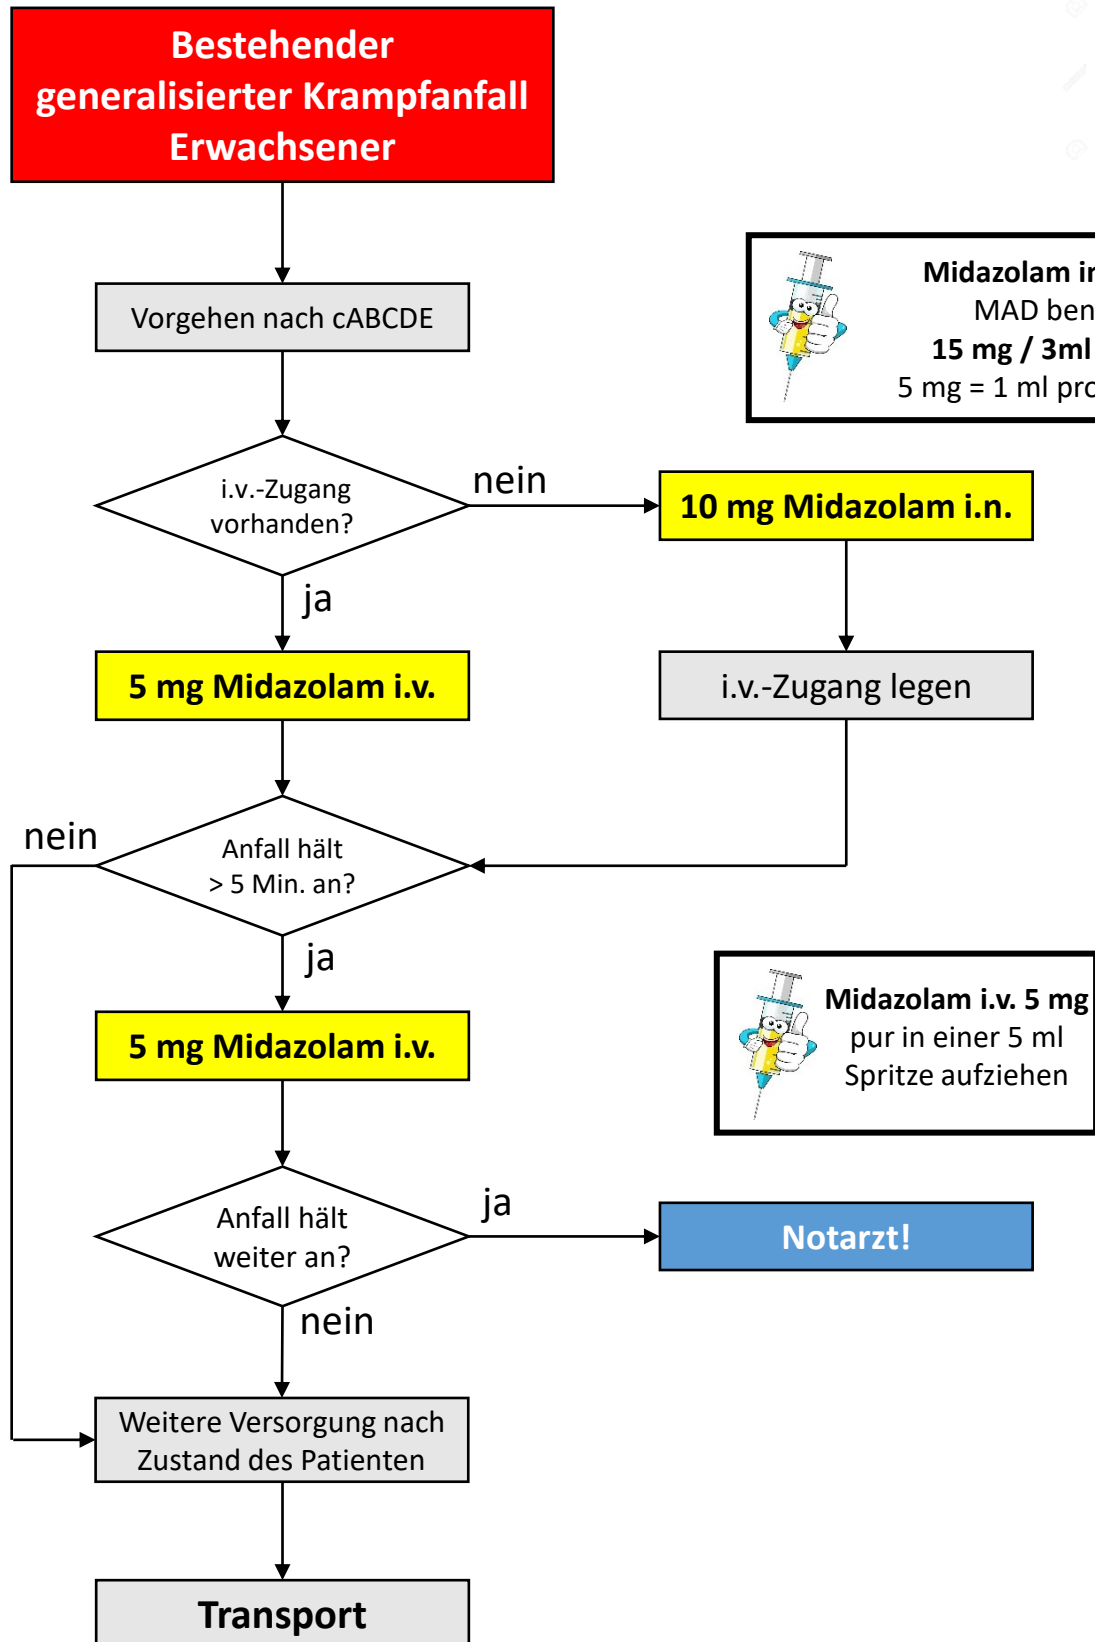 Bestehender
generalisierter Krampfanfall
Erwachsener
Vorgehen nach cABCDE
Midazolam
MAD
15 mg / 3ml
5 mg = 1 ml
i.v.-Zugang
vorhanden?
nein
10 mg Midazolam i.n.
ja
5 mg Midazolam i.v.
i.v.-Zugang legen
nein
Anfall hält
> 5 Min. an?
ja
5 mg Midazolam i.v.
Midazolam i.v. 5 mg
pur in einer 5 ml
Spritze aufziehen
Anfall hält
weiter an?
ja
Notarzt!
nein
Weitere Versorgung nach
Zustand des Patienten
Transport